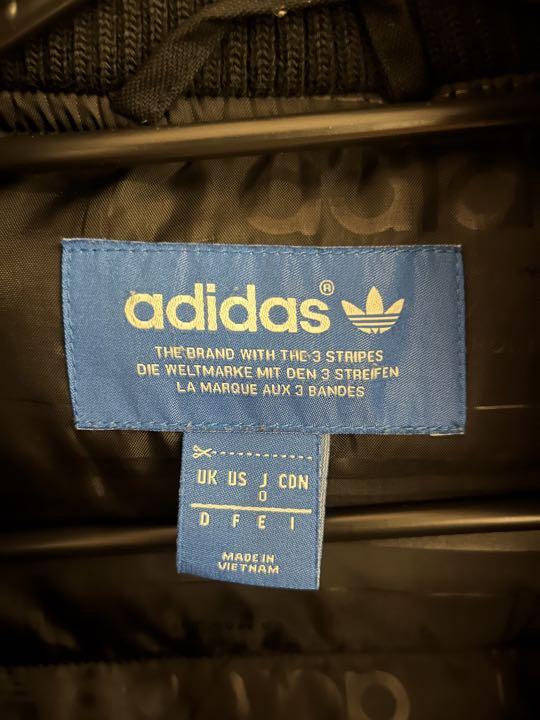 adidas®
THE BRAND WITH THE 3 STRIPES
DIE WELTMARKE MIT DEN 3 STREIFEN
LA MARQUE AUX 3 BANDES
UK US J CDN
O
D F E I
MADE IN
VIETNAM